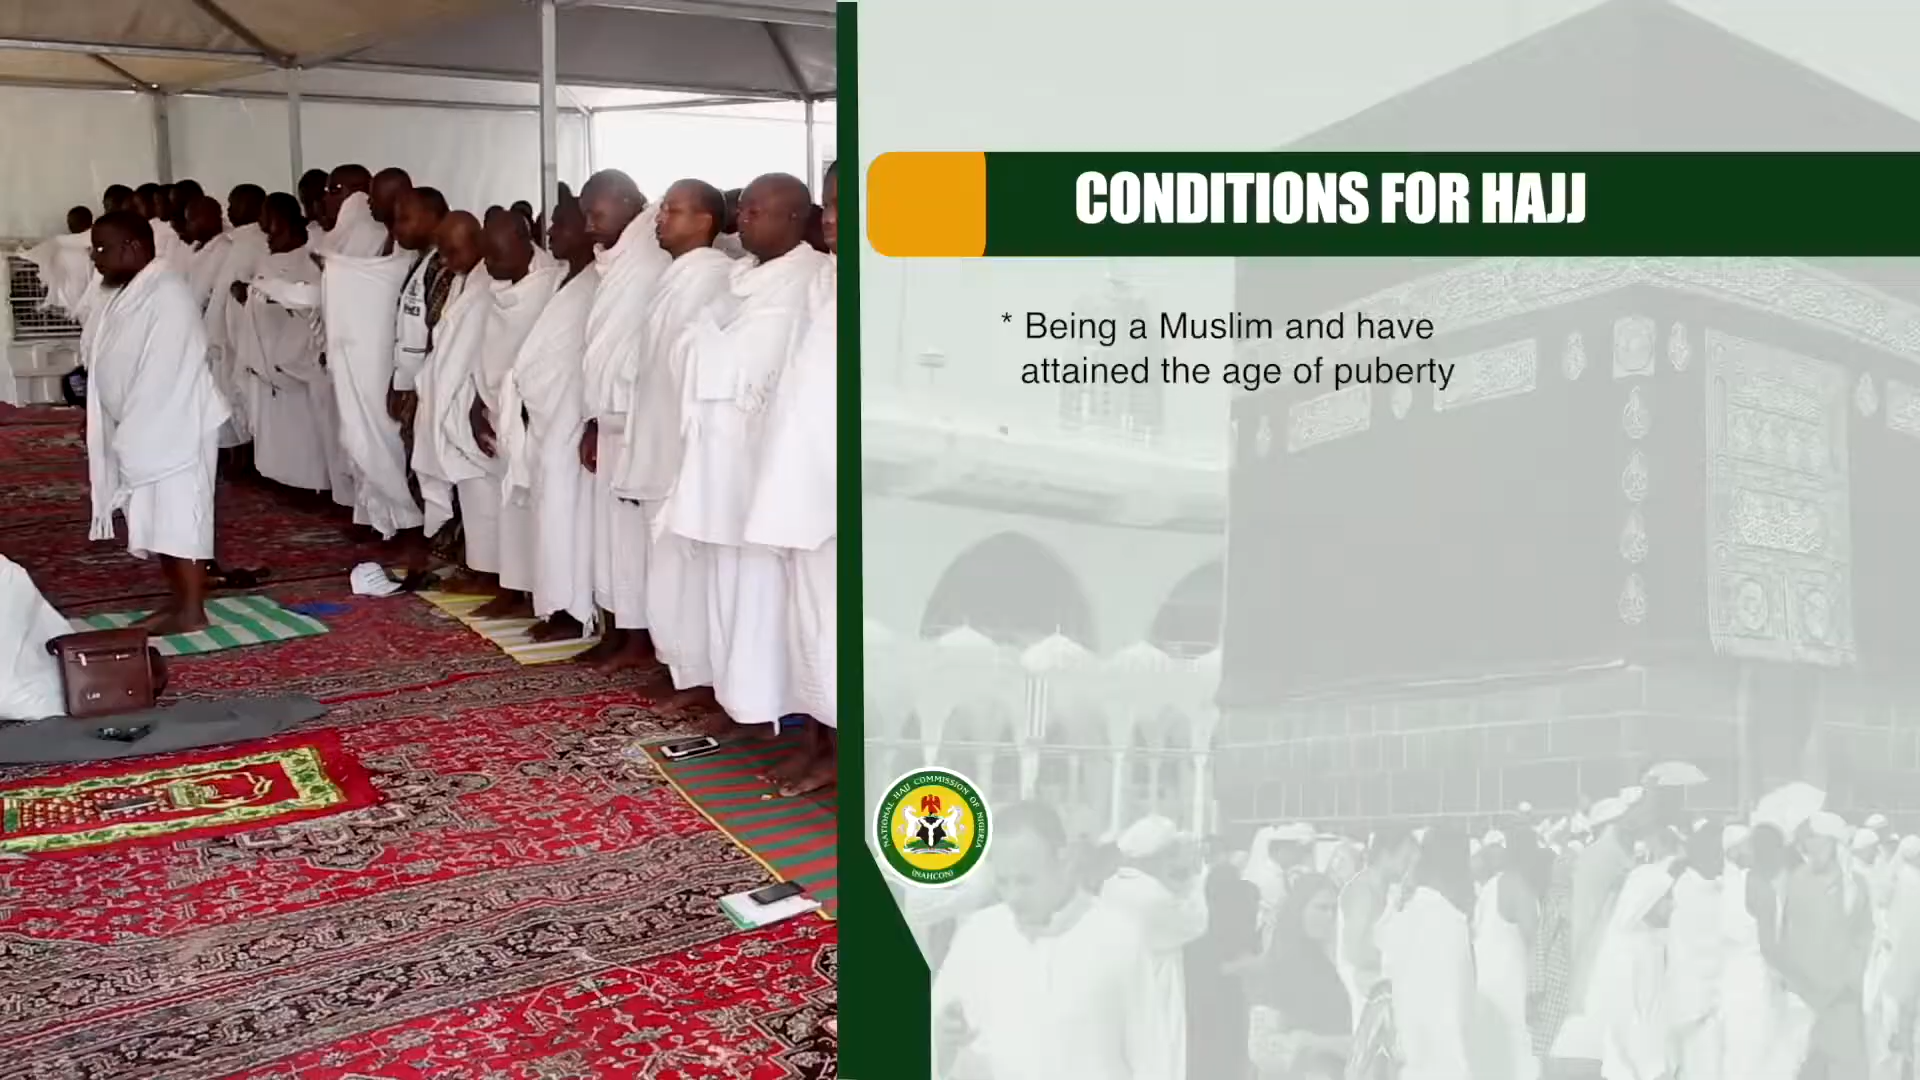 CONDITIONS FOR HAJJ
* Being a Muslim and have
attained the age of puberty
NATIONAL HAJJ COMMISSION OF NIGERIA
(NAHCON)